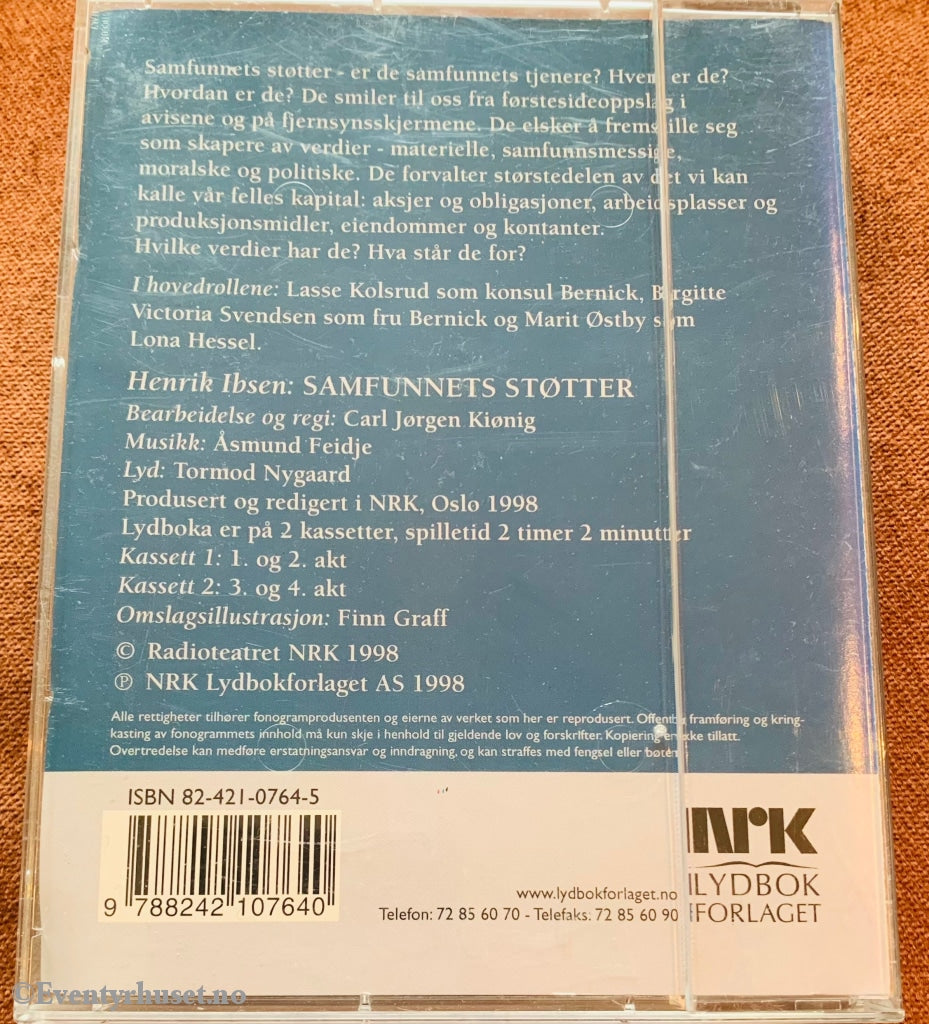 Samfunnets støtter - er de samfunnets tjenere? Hvem er de?
Hvordan er de? De smiler til oss fra førstesideoppslag i
avisene og på fjernsynsskjermene. De elsker å fremstille seg
som skapere av verdier - materielle, samfunnsmessige,
moralske og politiske. De forvalter størstedelen av det vi kan
kalle vår felles kapital: aksjer og obligasjoner, arbeidsplasser og
produksjonsmidler, eiendommer og kontanter.
Hvilke verdier har de? Hva står de for?
I hovedrollene: Lasse Kolsrud som konsul Bernick, Birgitte
Victoria Svendsen som fru Bernick og Marit Østby som
Lona Hessel.
Henrik Ibsen: SAMFUNNETS STØTTER
Bearbeidelse og regi: Carl Jørgen Kiønig
Musikk: Åsmund Feidje
Lyd: Tormod Nygaard
Produsert og redigert i NRK, Oslo 1998
Lydboka er på 2 kassetter, spilletid 2 timer 2 minutter
Kassett 1: 1. og 2. akt
Kassett 2: 3. og 4. akt
Omslagsillustrasjon: Finn Graff
© Radioteatret NRK 1998
℗ NRK Lydbokforlaget AS 1998
Alle rettigheter tilhører fonogramprodusenten og eierne av verket som her er reprodusert. Offentlig framføring og kring-
kasting av fonogrammets innhold må kun skje i henhold til gjeldende lov og forskrifter. Kopiering er ikke tillatt.
Overtredelse kan medføre erstatningsansvar og inndragning, og kan straffes med fengsel eller bøter.
ISBN 82-421-0764-5
9 788242 107640
NRK
LYDBOK
FORLAGET
www.lydbokforlaget.no
Telefon: 72 85 60 70 - Telefaks: 72 85 60 90
©Eventyrhuset.no